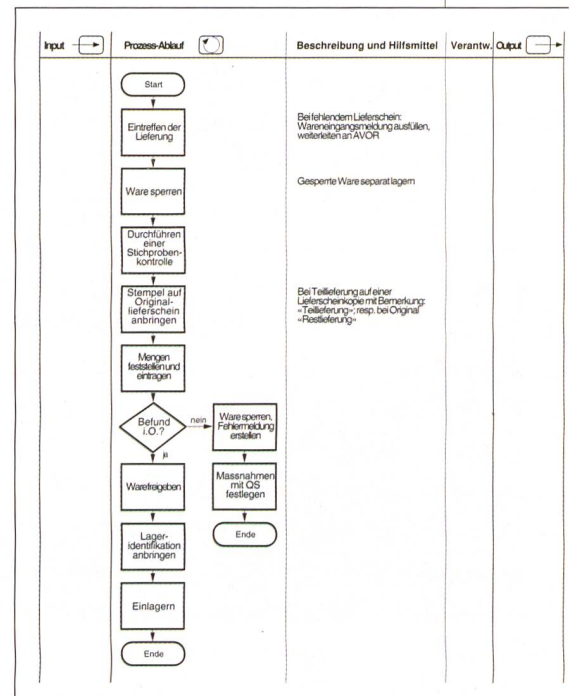 Input
Prozess-Ablauf
Beschreibung und Hilfsmittel
Verantw.
Output
Start
Eintreffen der
Lieferung
Bei fehlendem Lieferschein:
Wareneingangsmeldung ausfüllen,
weiterleiten an AVOR
Ware sperren
Gesperrte Ware separat lagern
Durchführen
einer
Stichproben-
kontrolle
Stempel auf
Original-
lieferschein
anbringen
Bei Teillieferung auf einer
Lieferscheinkopie mit Bemerkung:
«Teillieferung»; resp. bei Original
«Restlieferung»
Mengen
feststellen und
eintragen
Befund
i.O.?
nein
Ware sperren,
Fehlermeldung
erstellen
ja
Ware freigeben
Massnahmen
mit QS
festlegen
Lager-
identifikation
anbringen
Ende
Einlagern
Ende